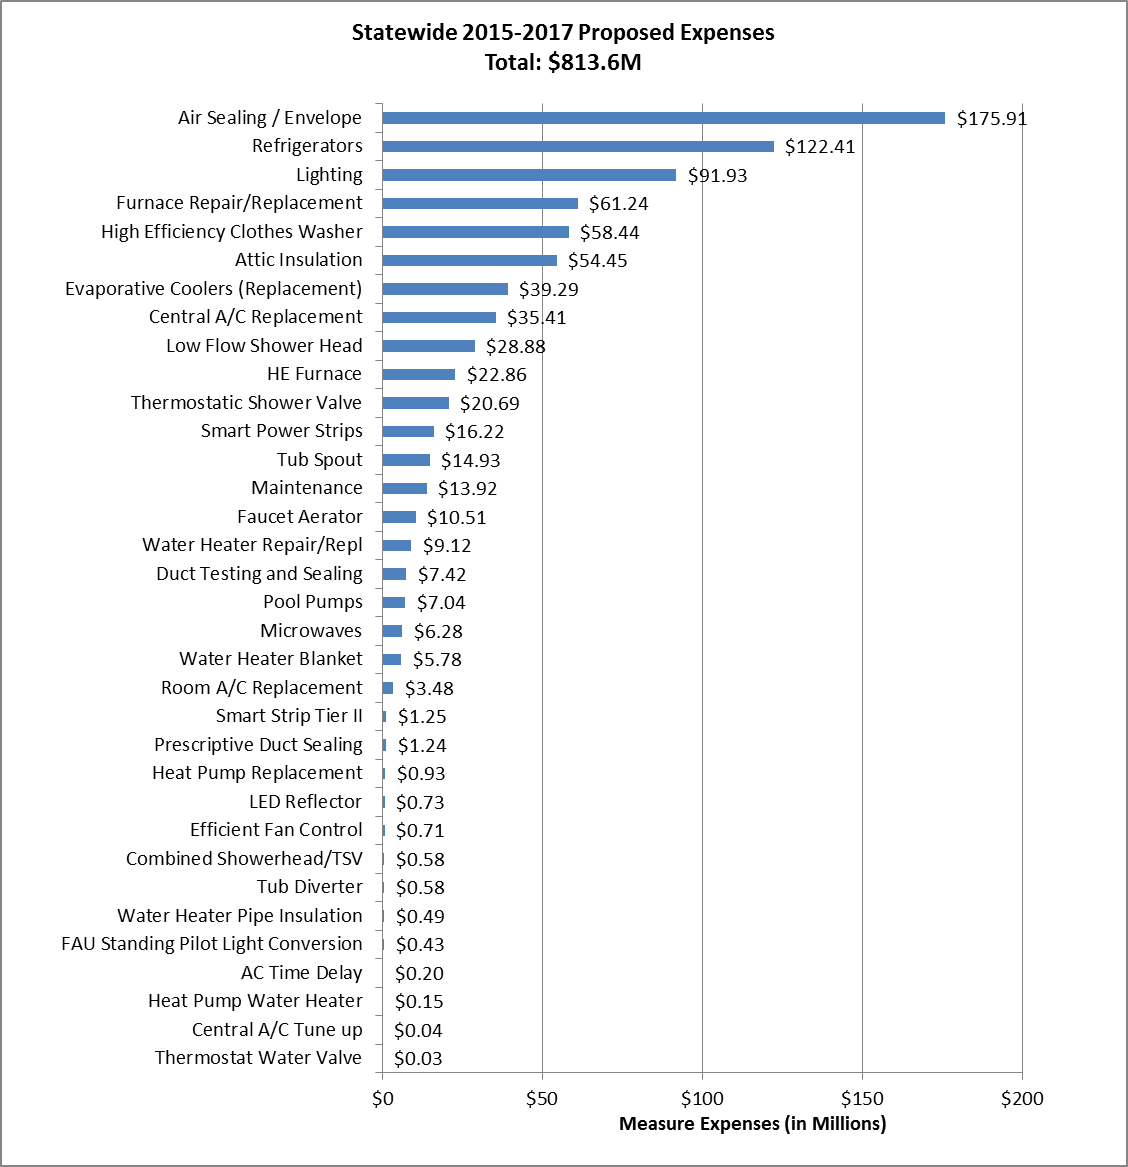 Statewide 2015-2017 Proposed Expenses
Total: $813.6M
Air Sealing / Envelope $175.91
Refrigerators $122.41
Lighting $91.93
Furnace Repair/Replacement $61.24
High Efficiency Clothes Washer $58.44
Attic Insulation $54.45
Evaporative Coolers (Replacement) $39.29
Central A/C Replacement $35.41
Low Flow Shower Head $28.88
HE Furnace $22.86
Thermostatic Shower Valve $20.69
Smart Power Strips $16.22
Tub Spout $14.93
Maintenance $13.92
Faucet Aerator $10.51
Water Heater Repair/Repl $9.12
Duct Testing and Sealing $7.42
Pool Pumps $7.04
Microwaves $6.28
Water Heater Blanket $5.78
Room A/C Replacement $3.48
Smart Strip Tier II $1.25
Prescriptive Duct Sealing $1.24
Heat Pump Replacement $0.93
LED Reflector $0.73
Efficient Fan Control $0.71
Combined Showerhead/TSV $0.58
Tub Diverter $0.58
Water Heater Pipe Insulation $0.49
FAU Standing Pilot Light Conversion $0.43
AC Time Delay $0.20
Heat Pump Water Heater $0.15
Central A/C Tune up $0.04
Thermostat Water Valve $0.03
$0 $50 $100 $150 $200
Measure Expenses (in Millions)